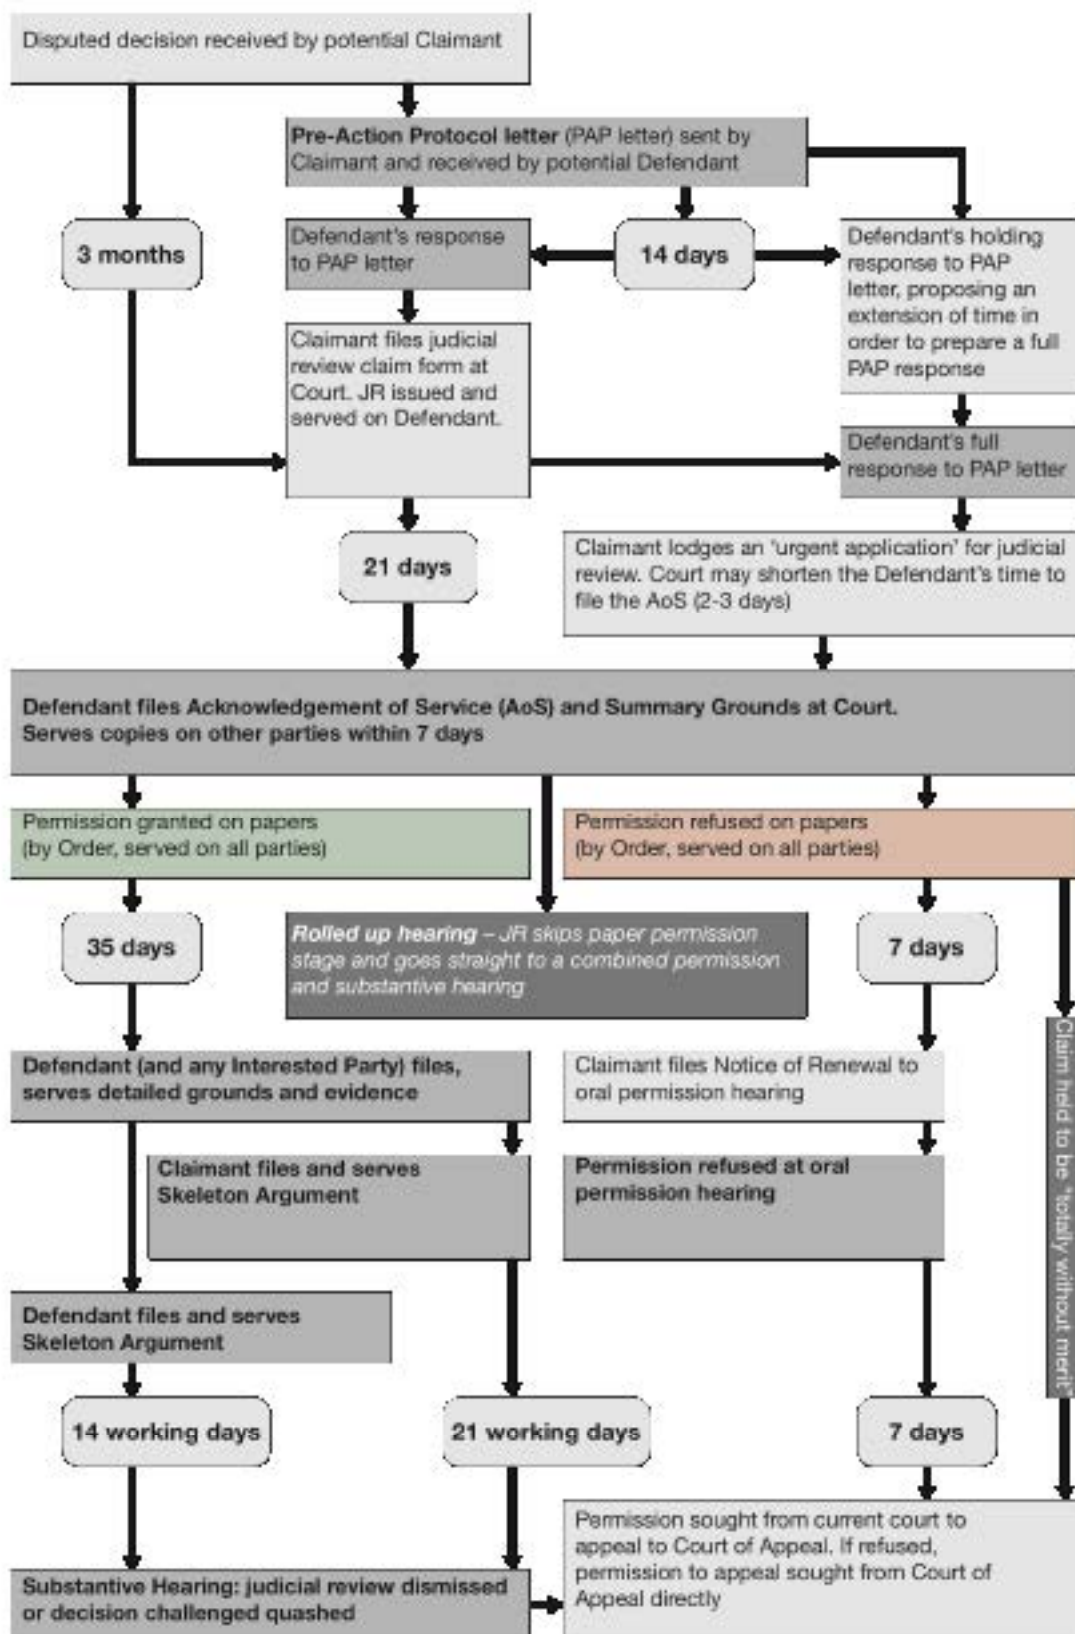 Disputed decision received by potential Claimant
Pre-Action Protocol letter (PAP letter) sent by
Claimant and received by potential Defendant
3 months
Defendant's response
to PAP letter
14 days
Defendant's holding
response to PAP
letter, proposing an
extension of time in
order to prepare a full
PAP response
Claimant files judicial
review claim form at
Court. JR issued and
served on Defendant.
Defendant's full
response to PAP letter
21 days
Claimant lodges an 'urgent application' for judicial
review. Court may shorten the Defendant's time to
file the AoS (2-3 days)
Defendant files Acknowledgement of Service (AoS) and Summary Grounds at Court.
Serves copies on other parties within 7 days
Permission granted on papers
(by Order, served on all parties)
Permission refused on papers
(by Order, served on all parties)
35 days
Rolled up hearing – JR skips paper permission
stage and goes straight to a combined permission
and substantive hearing
7 days
Defendant (and any Interested Party) files,
serves detailed grounds and evidence
Claimant files Notice of Renewal to
oral permission hearing
Claim held to be "totally without merit"
Claimant files and serves
Skeleton Argument
Permission refused at oral
permission hearing
Defendant files and serves
Skeleton Argument
14 working days
21 working days
7 days
Permission sought from current court to
appeal to Court of Appeal. If refused,
permission to appeal sought from Court of
Appeal directly
Substantive Hearing: judicial review dismissed
or decision challenged quashed